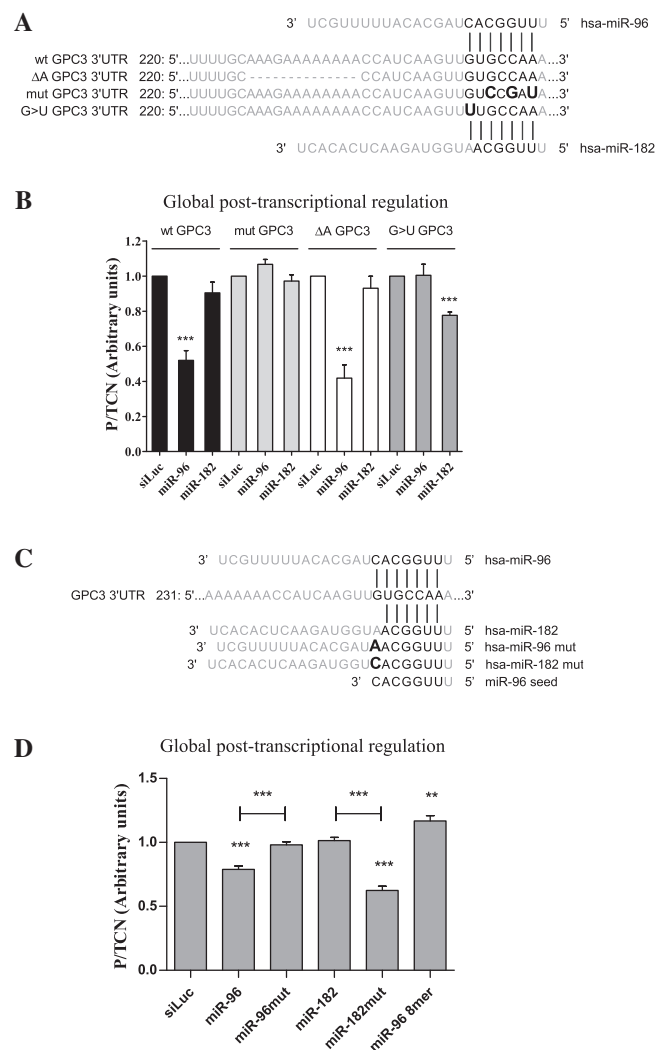 A
3' UCGUUUUUACACGAUCACGGUUU 5' hsa-miR-96
wt GPC3 3'UTR 220: 5'...UUUUGCAAAGAAAAAAAAACCAUCAAGUUGUGCCAAA...3'
ΔA GPC3 3'UTR 220: 5'...UUUUGC--------------CCAUCAAGUUGUGCCAAA...3'
mut GPC3 3'UTR 220: 5'...UUUUGCAAAGAAAAAAAAACCAUCAAGUUGUCCGAUA...3'
G>U GPC3 3'UTR 220: 5'...UUUUGCAAAGAAAAAAAAACCAUCAAGUUUUGCCAAA...3'
3' UCACACUCAAGAUGGUAACGGUUU 5' hsa-miR-182
B
Global post-transcriptional regulation
wt GPC3 mut GPC3 ΔA GPC3 G>U GPC3
P/TCN (Arbitrary units)
1.2
1.0
0.8
0.6
0.4
0.2
0.0
*** *** ***
siLuc miR-96 miR-182 siLuc miR-96 miR-182 siLuc miR-96 miR-182 siLuc miR-96 miR-182
C
3' UCGUUUUUACACGAUCACGGUUU 5' hsa-miR-96
GPC3 3'UTR 231: 5'...AAAAAAACCAUCAAGUUGUGCCAAA...3'
3' UCACACUCAAGAUGGUAACGGUUU 5' hsa-miR-182
3' UCGUUUUUACACGAUAACGGUUU 5' hsa-miR-96 mut
3' UCACACUCAAGAUGGUCACGGUUU 5' hsa-miR-182 mut
3' CACGGUUU 5' miR-96 seed
D
Global post-transcriptional regulation
P/TCN (Arbitrary units)
1.5
1.0
0.5
0.0
*** *** *** *** **
siLuc miR-96 miR-96mut miR-182 miR-182mut miR-96 8mer